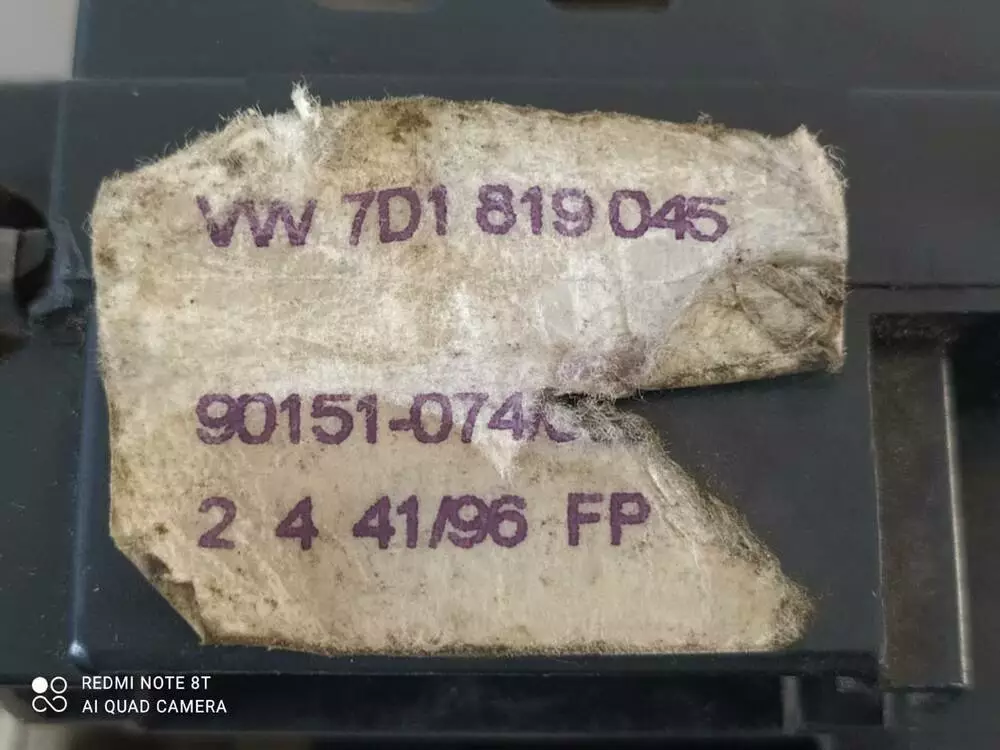 VW 7D1 819 045
90151-074/
2 4 41/96 FP
REDMI NOTE 8T
AI QUAD CAMERA